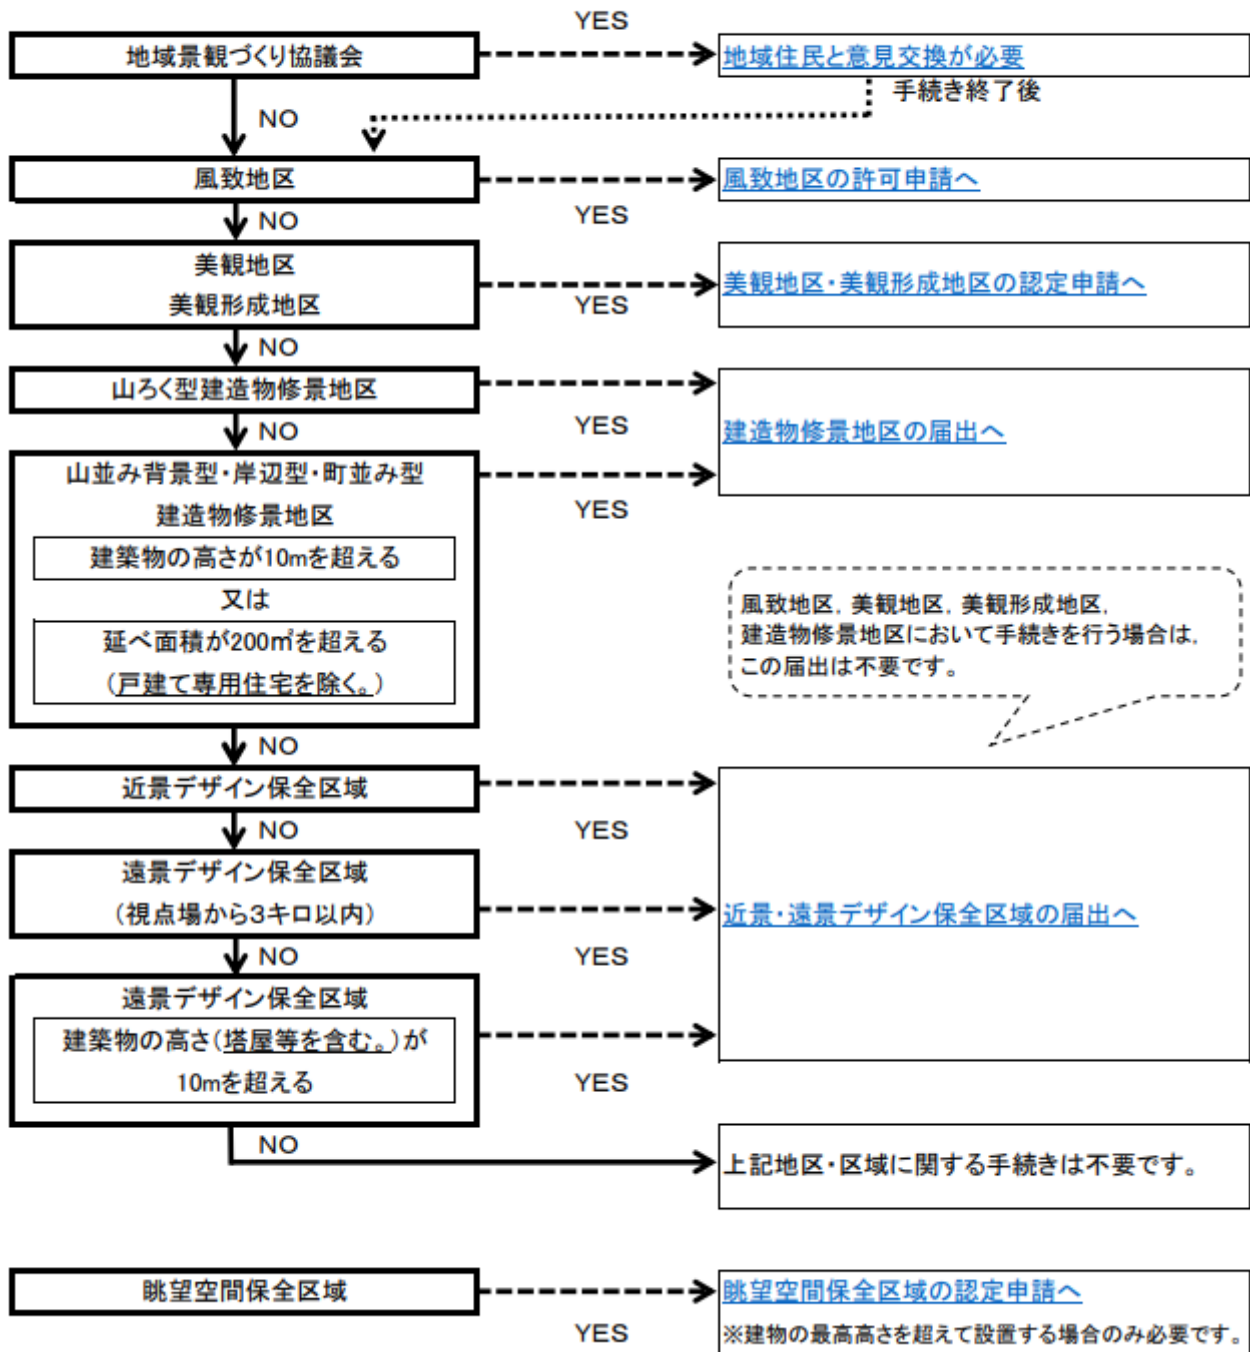 YES
地域景観づくり協議会
地域住民と意見交換が必要
手続き終了後
NO
風致地区
風致地区の許可申請へ
YES
NO
美観地区
美観形成地区
美観地区・美観形成地区の認定申請へ
YES
NO
山ろく型建造物修景地区
YES
NO
建造物修景地区の届出へ
山並み背景型・岸辺型・町並み型
建造物修景地区
YES
建築物の高さが10mを超える
又は
延べ面積が200㎡を超える
（戸建て専用住宅を除く。）
風致地区，美観地区，美観形成地区，
建造物修景地区において手続きを行う場合は，
この届出は不要です。
NO
近景デザイン保全区域
YES
NO
遠景デザイン保全区域
（視点場から３キロ以内）
近景・遠景デザイン保全区域の届出へ
YES
NO
遠景デザイン保全区域
建築物の高さ（塔屋等を含む。）が
10mを超える
YES
NO
上記地区・区域に関する手続きは不要です。
眺望空間保全区域
眺望空間保全区域の認定申請へ
YES
※建物の最高高さを超えて設置する場合のみ必要です。